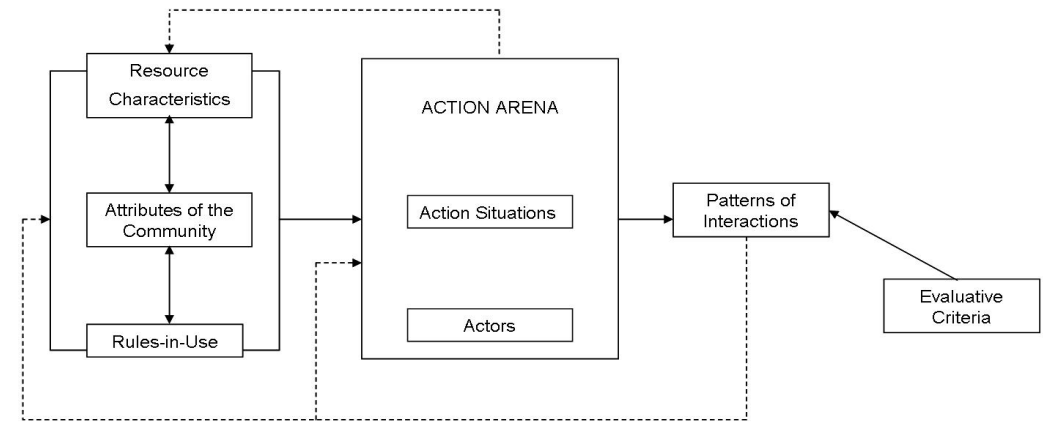 Resource
Characteristics
Attributes of the
Community
Rules-in-Use
ACTION ARENA
Action Situations
Actors
Patterns of
Interactions
Evaluative
Criteria